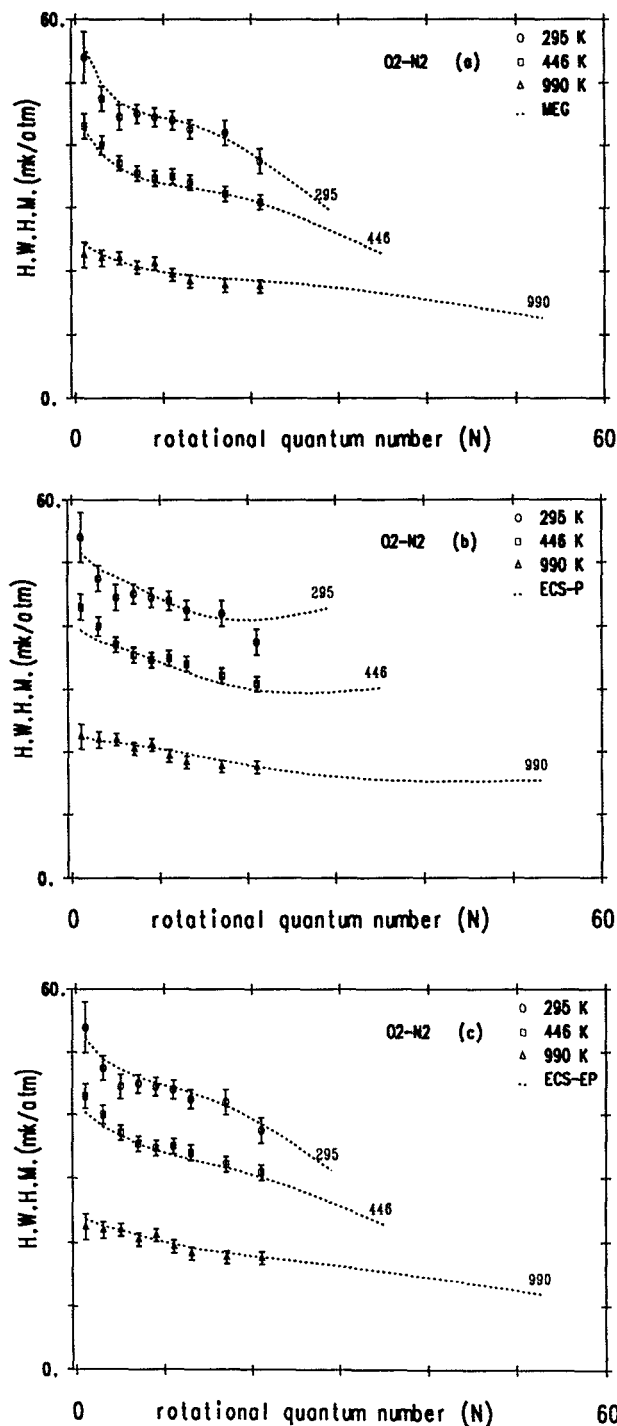 60.
O2-N2 (a)
295 K
446 K
990 K
... MEG
H.W.H.M.(mk/atm)
295
446
990
0.
0 rotational quantum number (N) 60
60.
O2-N2 (b)
295 K
446 K
990 K
... ECS-P
H.W.H.M.(mk/atm)
295
446
990
0.
0 rotational quantum number (N) 60
60.
O2-N2 (c)
295 K
446 K
990 K
... ECS-EP
H.W.H.M.(mk/atm)
295
446
990
0.
0 rotational quantum number (N) 60